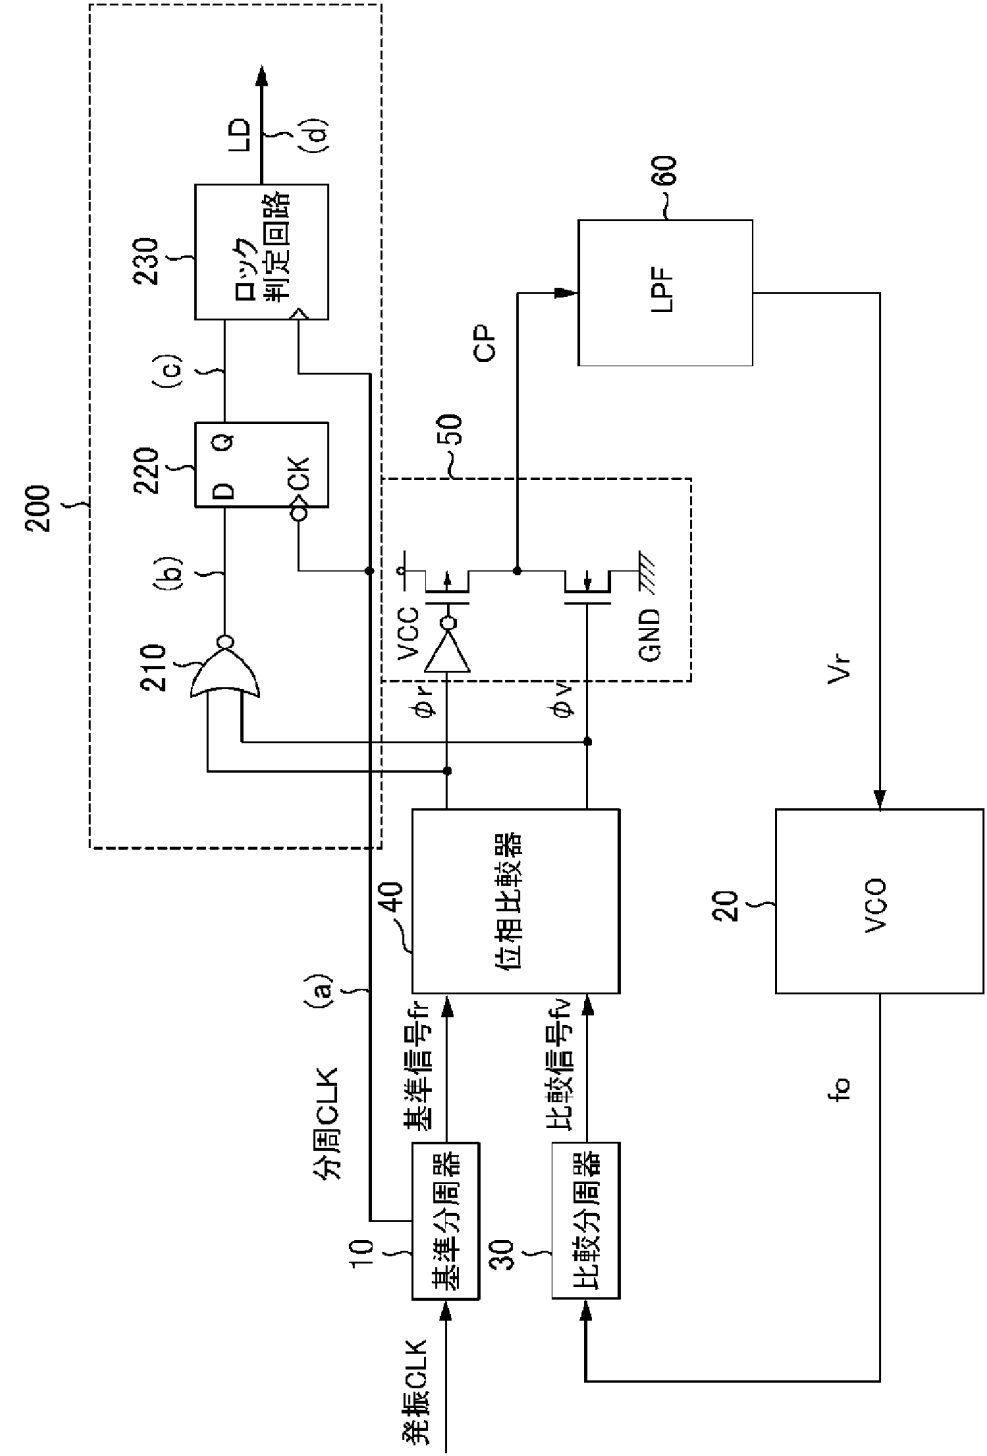 200
210
(b)
220
D Q
CK
(c)
230
ロック
判定回路
LD
(d)
分周CLK
(a)
発振CLK
10
基準分周器
基準信号fr
40
位相比較器
φr
φv
VCC
GND
50
CP
60
LPF
30
比較分周器
比較信号fv
20
VCO
Vr
fo